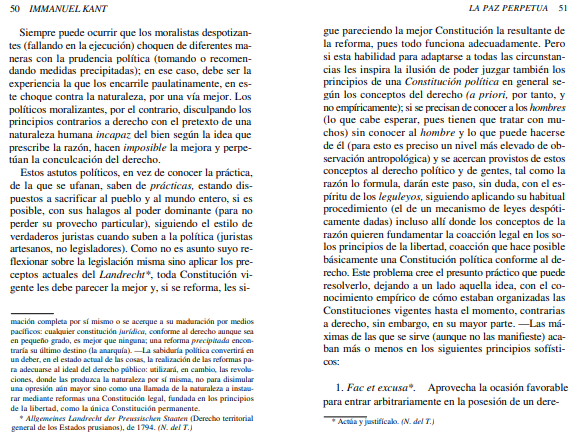 50 IMMANUEL KANT
Siempre puede ocurrir que los moralistas despotizan-
tes (fallando en la ejecución) choquen de diferentes ma-
neras con la prudencia política (tomando o recomen-
dando medidas precipitadas); en ese caso, debe ser la
experiencia la que los encarrile paulatinamente, en es-
te choque contra la naturaleza, por una vía mejor. Los
políticos moralizantes, por el contrario, disculpando los
principios contrarios a derecho con el pretexto de una
naturaleza humana incapaz del bien según la idea que
prescribe la razón, hacen imposible la mejora y perpe-
túan la conculcación del derecho.
Estos astutos políticos, en vez de conocer la práctica,
de la que se ufanan, saben de prácticas, estando dis-
puestos a sacrificar al pueblo y al mundo entero, si es
posible, con sus halagos al poder dominante (para no
perder su provecho particular), siguiendo el estilo de
verdaderos juristas cuando suben a la política (juristas
artesanos, no legisladores). Como no es asunto suyo re-
flexionar sobre la legislación misma sino aplicar los pre-
ceptos actuales del Landrecht*, toda Constitución vi-
gente les debe parecer la mejor y, si se reforma, les si-
mación completa por sí mismo o se acerque a su maduración por medios
pacíficos: cualquier constitución jurídica, conforme al derecho aunque sea
en pequeño grado, es mejor que ninguna; una reforma precipitada encon-
traría su último destino (la anarquía). —La sabiduría política convertirá en
un deber, en el estado actual de las cosas, la realización de las reformas pa-
ra adecuarse al ideal del derecho público: utilizará, en cambio, las revolu-
ciones, donde las produzca la naturaleza por sí misma, no para disimular
una opresión aún mayor sino como una llamada de la naturaleza a instau-
rar mediante reformas una Constitución legal, fundada en los principios
de la libertad, como la única Constitución permanente.
* Allgemeines Landrecht der Preussischen Staaten (Derecho territorial
general de los Estados prusianos), de 1794. (N. del T.)
LA PAZ PERPETUA 51
gue pareciendo la mejor Constitución la resultante de
la reforma, pues todo funciona adecuadamente. Pero
si esta habilidad para adaptarse a todas las circunstan-
cias les inspira la ilusión de poder juzgar también los
principios de una Constitución política en general se-
gún los conceptos del derecho (a priori, por tanto, y
no empíricamente); si se precisan de conocer a los hombres
(lo que cabe esperar, pues tienen que tratar con mu-
chos) sin conocer al hombre y lo que puede hacerse
de él (para esto es preciso un nivel más elevado de ob-
servación antropológica) y se acercan provistos de estos
conceptos al derecho político y de gentes, tal como la
razón lo formula, darán este paso, sin duda, con el es-
píritu de los leguleyos, siguiendo aplicando su habitual
procedimiento (el de un mecanismo de leyes despóti-
camente dadas) incluso allí donde los conceptos de la
razón quieren fundamentar la coacción legal en los so-
los principios de la libertad, coacción que hace posible
básicamente una Constitución política conforme al de-
recho. Este problema cree el presunto práctico que puede
resolverlo, dejando a un lado aquella idea, con el co-
nocimiento empírico de cómo estaban organizadas las
Constituciones vigentes hasta el momento, contrarias
a derecho, sin embargo, en su mayor parte. —Las má-
ximas de las que se sirve (aunque no las manifieste) aca-
ban más o menos en los siguientes principios sofísti-
cos:
1. Fac et excusa*. Aprovecha la ocasión favorable
para entrar arbitrariamente en la posesión de un dere-
* Actúa y justifícalo. (N. del T.)